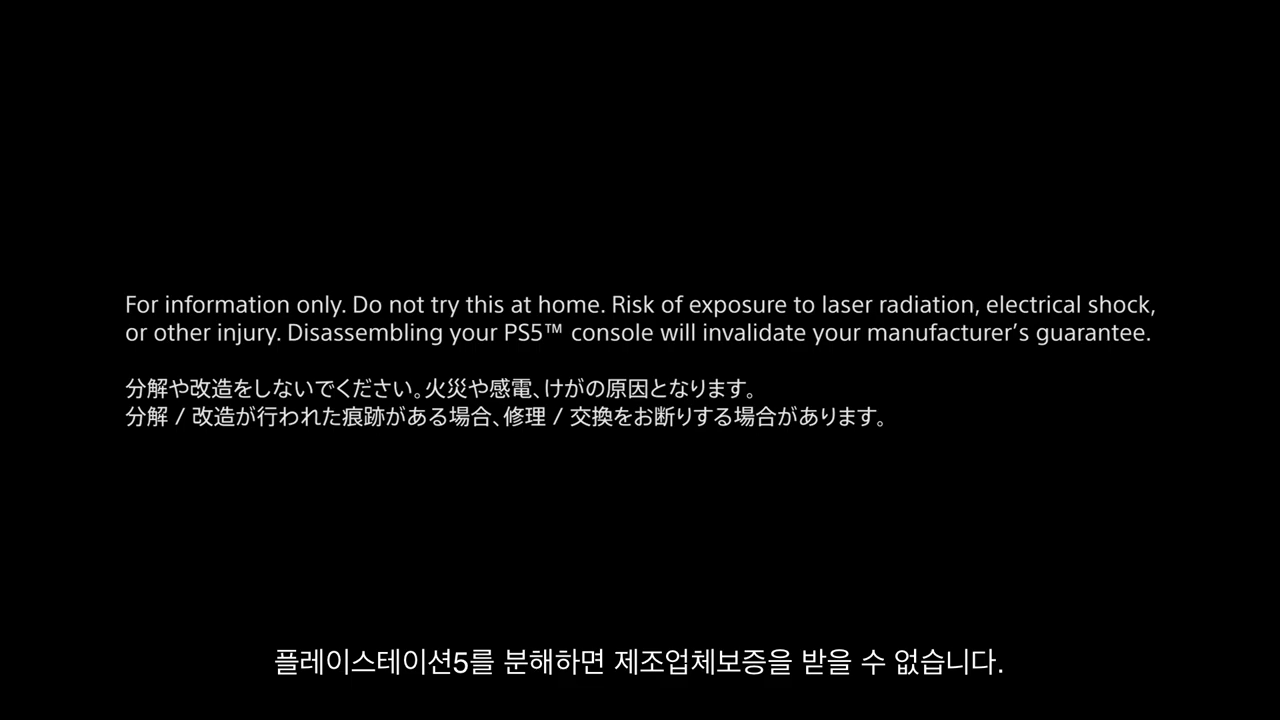 For information only. Do not try this at home. Risk of exposure to laser radiation, electrical shock,
or other injury. Disassembling your PS5™ console will invalidate your manufacturer’s guarantee.
分解や改造をしないでください。火災や感電、けがの原因となります。
分解 / 改造が行われた痕跡がある場合、修理 / 交換をお断りする場合があります。
플레이스테이션5를 분해하면 제조업체보증을 받을 수 없습니다.